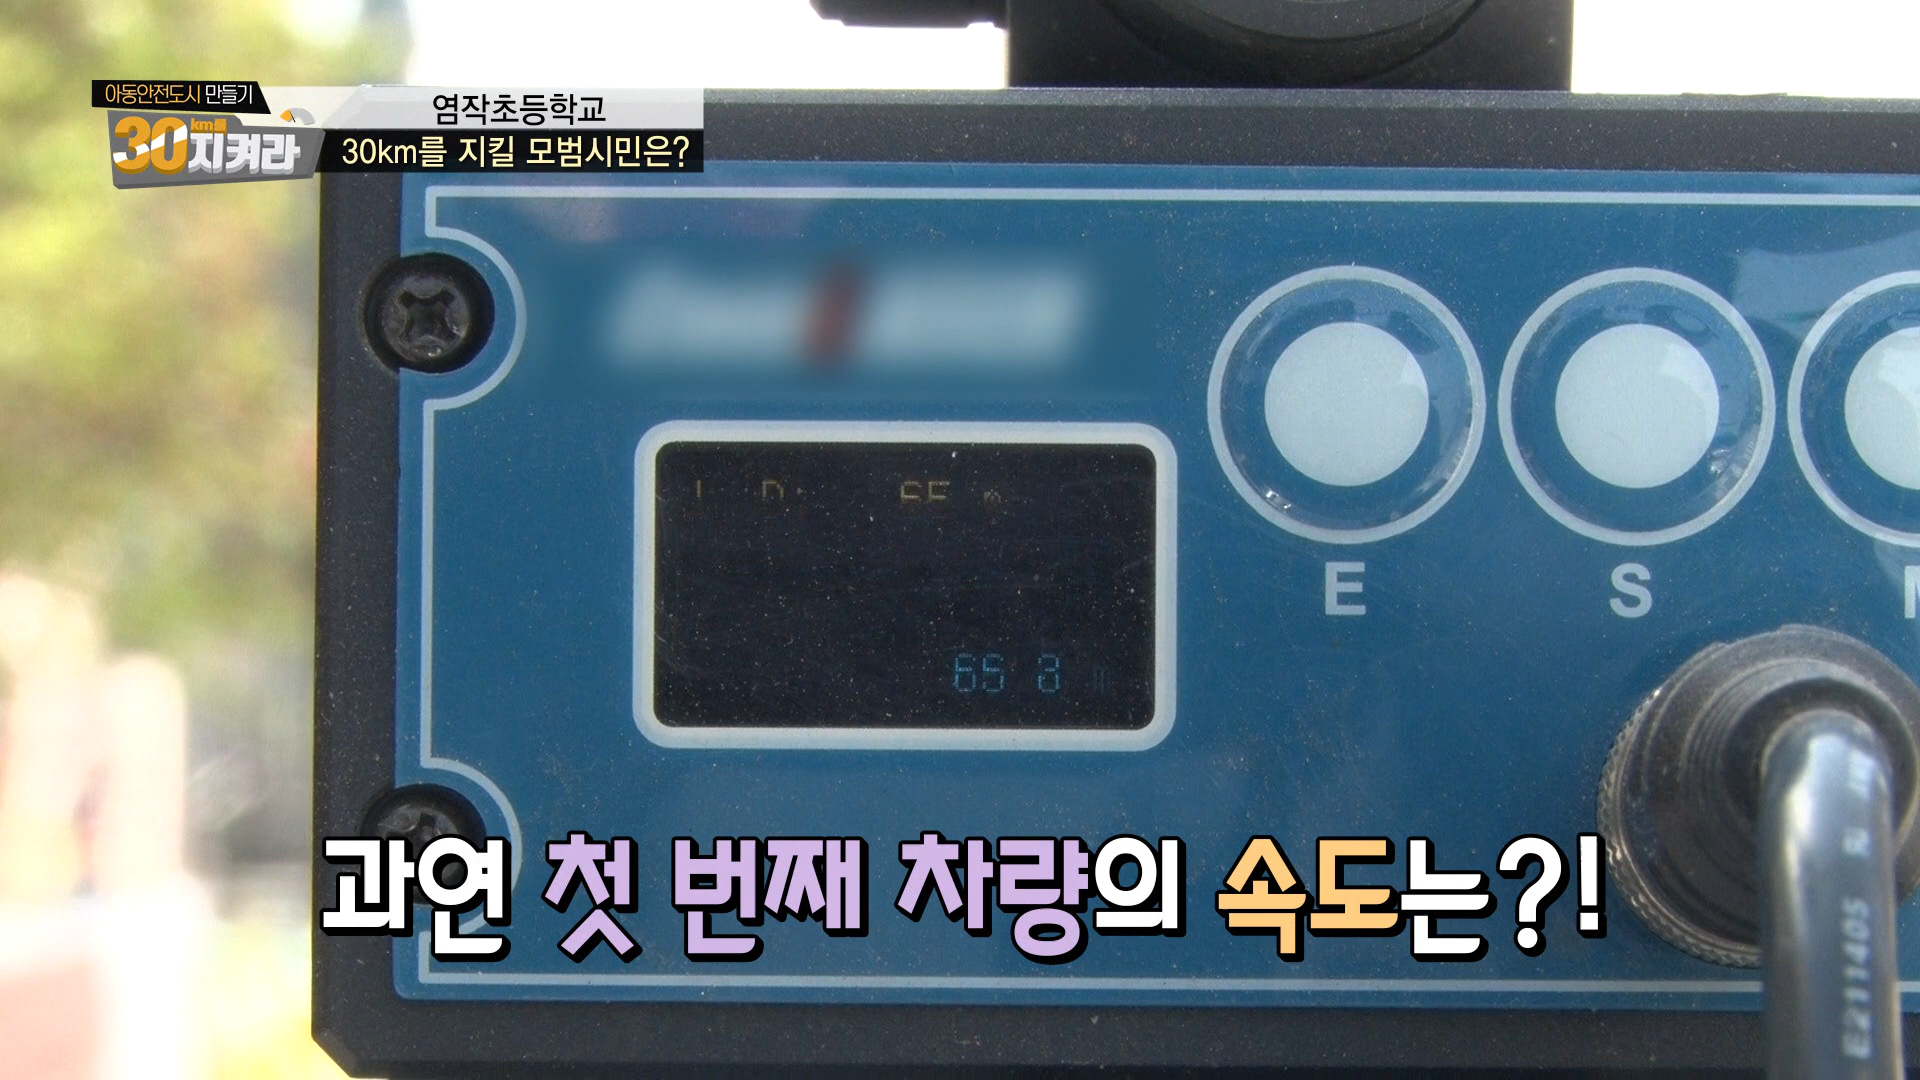 아동안전도시 만들기
30km를 지켜라
염작초등학교
30km를 지킬 모범시민은?
E
S
과연 첫 번째 차량의 속도는?!
E211405